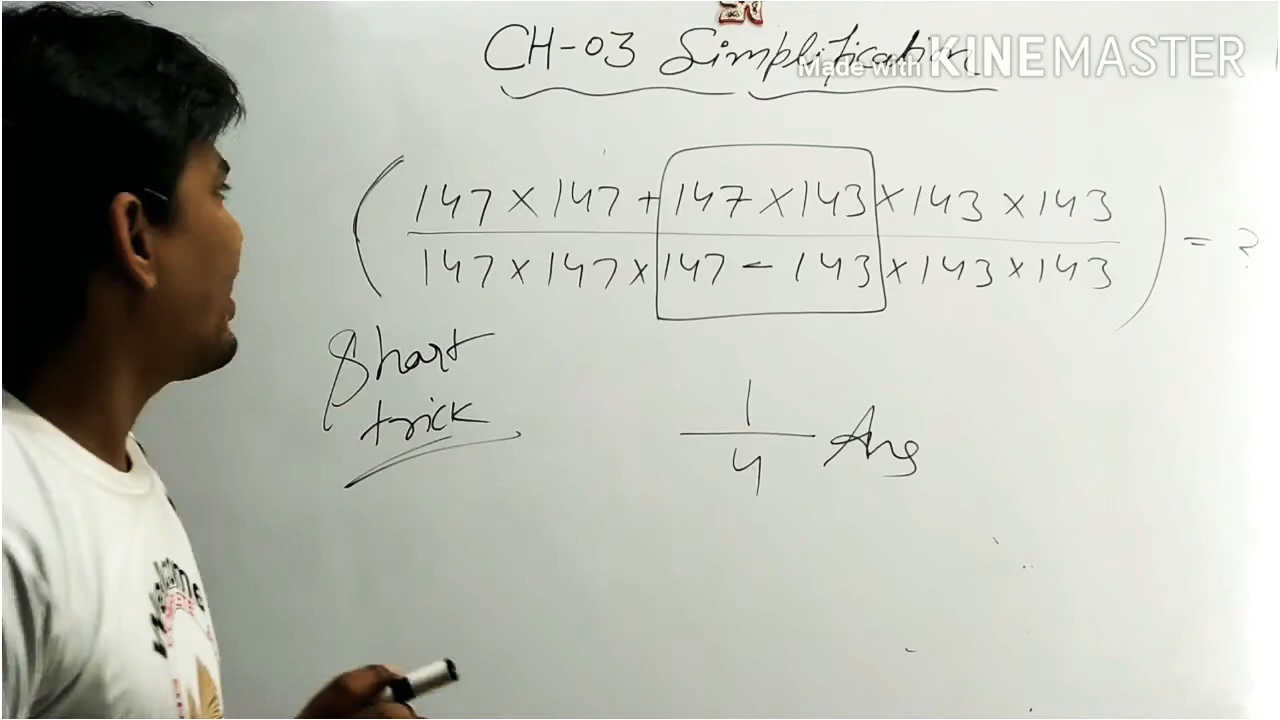 CH-03 Simplification
Made with KINEMASTER
(147×147+147×143×143×143
147×147×147-143×143×143) = ?
Short
trick
1
4 Ans
Welcome